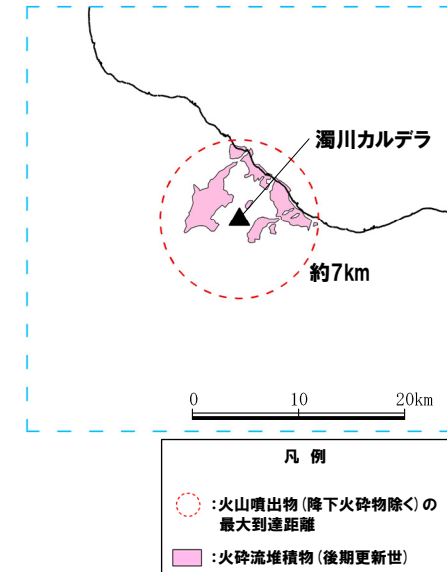 濁川カルデラ
約7km
0 10 20km
凡 例
:火山噴出物(降下火砕物除く)の
最大到達距離
:火砕流堆積物(後期更新世)